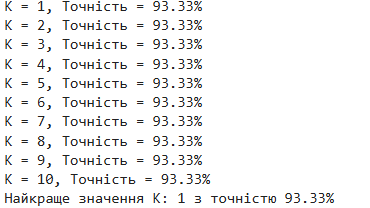 K = 1, Точність = 93.33%
K = 2, Точність = 93.33%
K = 3, Точність = 93.33%
K = 4, Точність = 93.33%
K = 5, Точність = 93.33%
K = 6, Точність = 93.33%
K = 7, Точність = 93.33%
K = 8, Точність = 93.33%
K = 9, Точність = 93.33%
K = 10, Точність = 93.33%
Найкраще значення K: 1 з точністю 93.33%